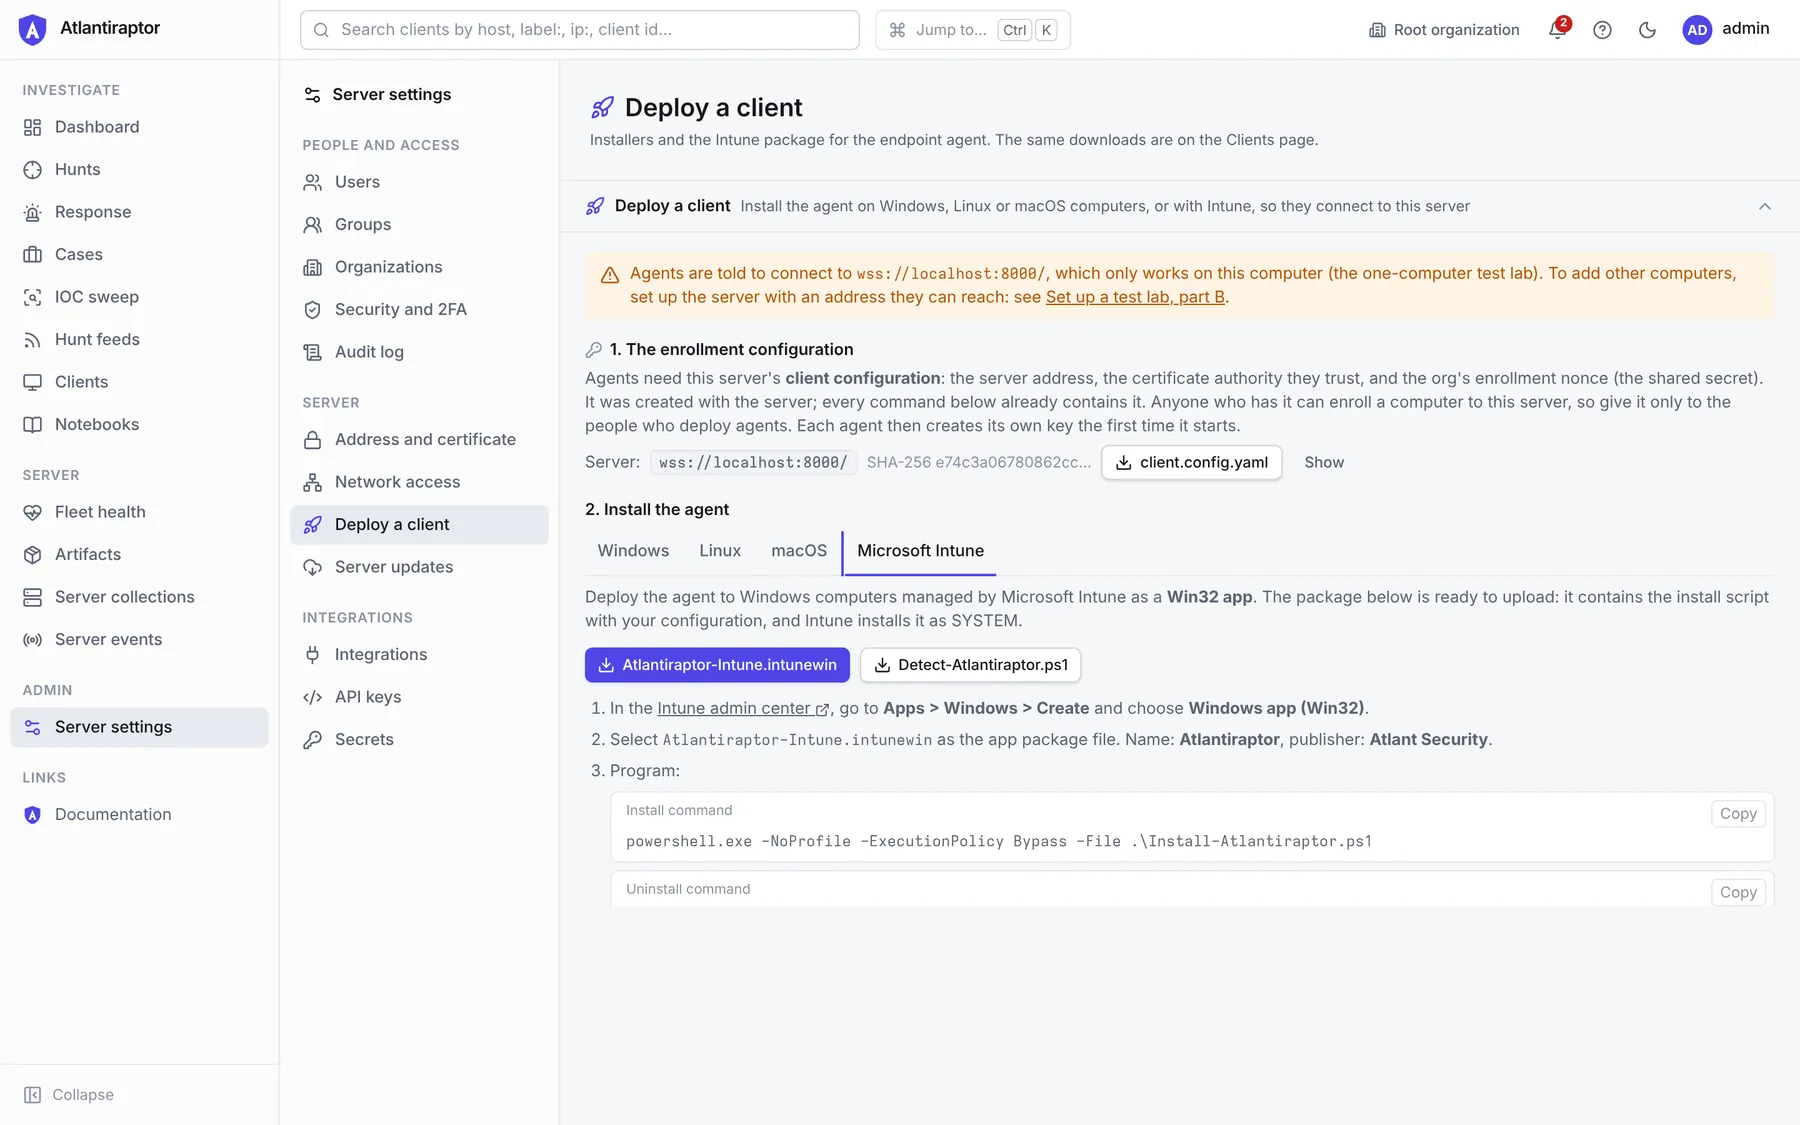 Atlantiraptor
Search clients by host, label:, ip:, client id...
Jump to... Ctrl K
Root organization
2
AD admin
INVESTIGATE
Dashboard
Hunts
Response
Cases
IOC sweep
Hunt feeds
Clients
Notebooks
SERVER
Fleet health
Artifacts
Server collections
Server events
ADMIN
Server settings
LINKS
Documentation
Collapse
Server settings
PEOPLE AND ACCESS
Users
Groups
Organizations
Security and 2FA
Audit log
SERVER
Address and certificate
Network access
Deploy a client
Server updates
INTEGRATIONS
Integrations
API keys
Secrets
Deploy a client
Installers and the Intune package for the endpoint agent. The same downloads are on the Clients page.
Deploy a client Install the agent on Windows, Linux or macOS computers, or with Intune, so they connect to this server
Agents are told to connect to wss://localhost:8000/, which only works on this computer (the one-computer test lab). To add other computers,
set up the server with an address they can reach: see Set up a test lab, part B.
1. The enrollment configuration
Agents need this server's client configuration: the server address, the certificate authority they trust, and the org's enrollment nonce (the shared secret).
It was created with the server; every command below already contains it. Anyone who has it can enroll a computer to this server, so give it only to the
people who deploy agents. Each agent then creates its own key the first time it starts.
Server: wss://localhost:8000/ SHA-256 e74c3a06780862cc... client.config.yaml Show
2. Install the agent
Windows Linux macOS Microsoft Intune
Deploy the agent to Windows computers managed by Microsoft Intune as a Win32 app. The package below is ready to upload: it contains the install script
with your configuration, and Intune installs it as SYSTEM.
Atlantiraptor-Intune.intunewin Detect-Atlantiraptor.ps1
1. In the Intune admin center, go to Apps > Windows > Create and choose Windows app (Win32).
2. Select Atlantiraptor-Intune.intunewin as the app package file. Name: Atlantiraptor, publisher: Atlant Security.
3. Program:
Install command
Copy
powershell.exe -NoProfile -ExecutionPolicy Bypass -File .\Install-Atlantiraptor.ps1
Uninstall command
Copy